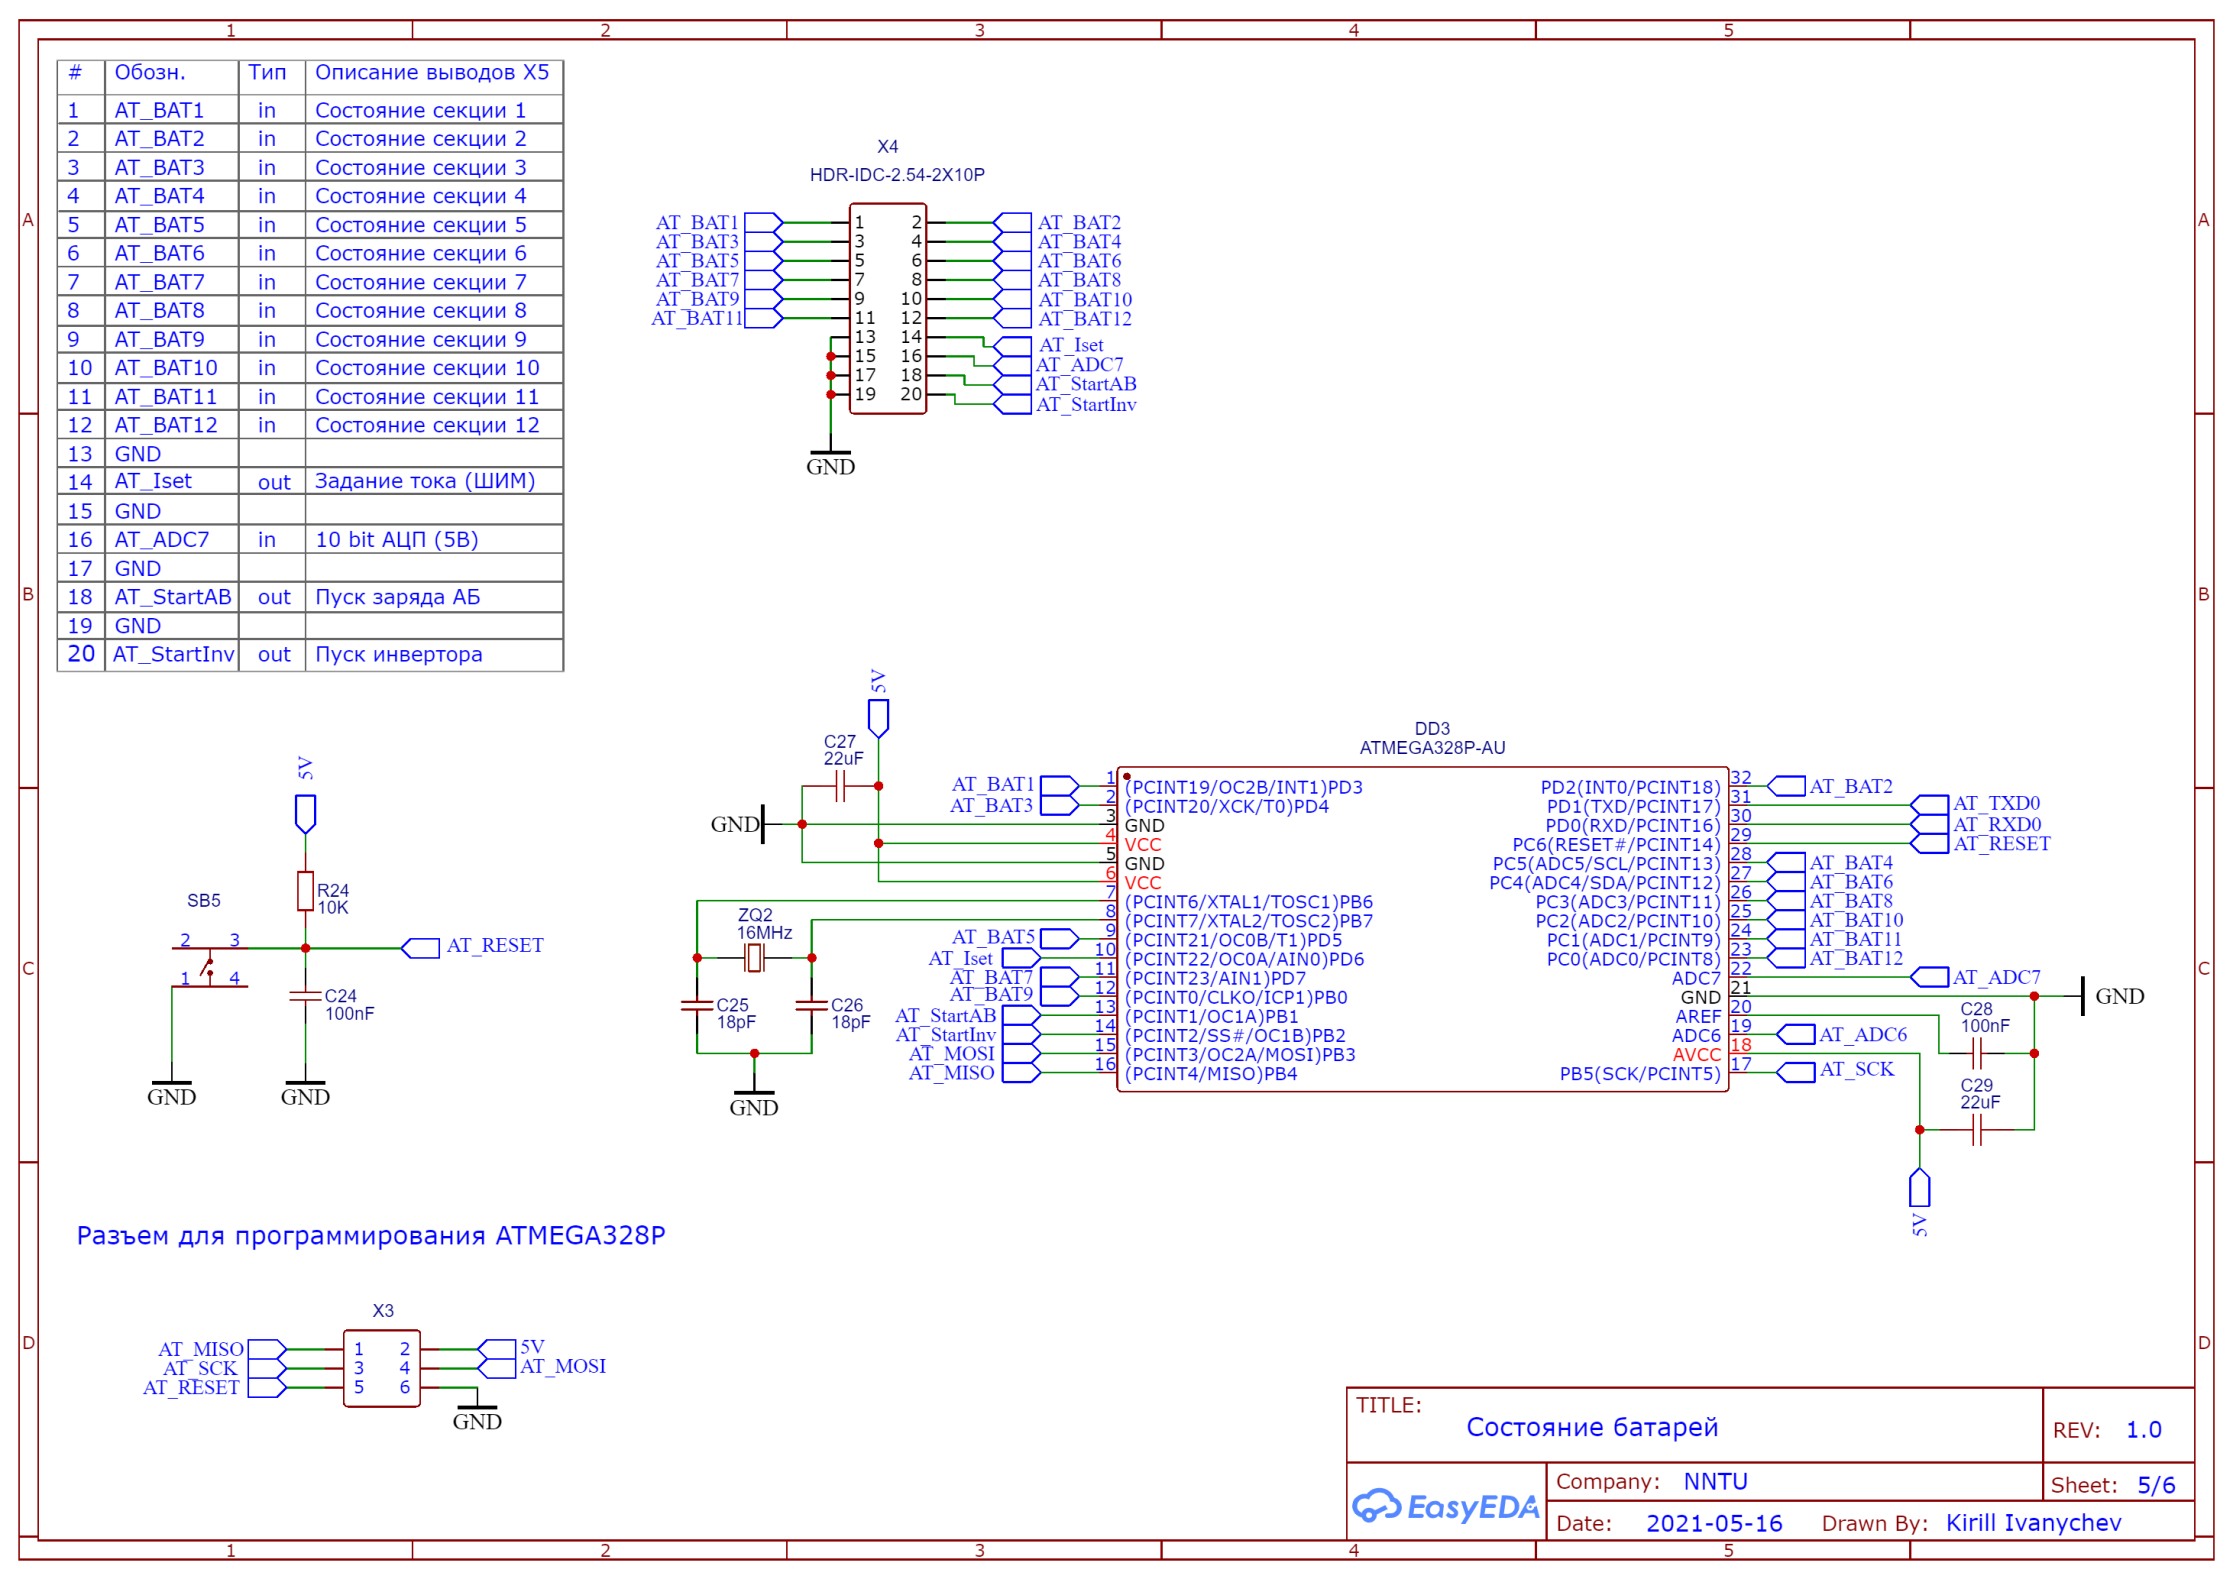 1 2 3 4 5
A A
B B
C C
D D
# Обозн. Тип Описание выводов X5
1 AT_BAT1 in Состояние секции 1
2 AT_BAT2 in Состояние секции 2
3 AT_BAT3 in Состояние секции 3
4 AT_BAT4 in Состояние секции 4
5 AT_BAT5 in Состояние секции 5
6 AT_BAT6 in Состояние секции 6
7 AT_BAT7 in Состояние секции 7
8 AT_BAT8 in Состояние секции 8
9 AT_BAT9 in Состояние секции 9
10 AT_BAT10 in Состояние секции 10
11 AT_BAT11 in Состояние секции 11
12 AT_BAT12 in Состояние секции 12
13 GND
14 AT_Iset out Задание тока (ШИМ)
15 GND
16 AT_ADC7 in 10 bit АЦП (5В)
17 GND
18 AT_StartAB out Пуск заряда АБ
19 GND
20 AT_StartInv out Пуск инвертора
X4
HDR-IDC-2.54-2X10P
AT_BAT1 1 2 AT_BAT2
AT_BAT3 3 4 AT_BAT4
AT_BAT5 5 6 AT_BAT6
AT_BAT7 7 8 AT_BAT8
AT_BAT9 9 10 AT_BAT10
AT_BAT11 11 12 AT_BAT12
13 14 AT_Iset
15 16 AT_ADC7
17 18 AT_StartAB
19 20 AT_StartInv
GND
5V
R24
10K
SB5
2 3
1 4
AT_RESET
C24
100nF
GND GND
5V
C27
22uF
GND
ZQ2
16MHz
C25
18pF
C26
18pF
GND
DD3
ATMEGA328P-AU
AT_BAT1 1 (PCINT19/OC2B/INT1)PD3
AT_BAT3 2 (PCINT20/XCK/T0)PD4
3 GND
4 VCC
5 GND
6 VCC
7 (PCINT6/XTAL1/TOSC1)PB6
8 (PCINT7/XTAL2/TOSC2)PB7
AT_BAT5 9 (PCINT21/OC0B/T1)PD5
AT_Iset 10 (PCINT22/OC0A/AIN0)PD6
AT_BAT7 11 (PCINT23/AIN1)PD7
AT_BAT9 12 (PCINT0/CLKO/ICP1)PB0
AT_StartAB 13 (PCINT1/OC1A)PB1
AT_StartInv 14 (PCINT2/SS#/OC1B)PB2
AT_MOSI 15 (PCINT3/OC2A/MOSI)PB3
AT_MISO 16 (PCINT4/MISO)PB4
PD2(INT0/PCINT18) 32 AT_BAT2
PD1(TXD/PCINT17) 31 AT_TXD0
PD0(RXD/PCINT16) 30 AT_RXD0
PC6(RESET#/PCINT14) 29 AT_RESET
PC5(ADC5/SCL/PCINT13) 28 AT_BAT4
PC4(ADC4/SDA/PCINT12) 27 AT_BAT6
PC3(ADC3/PCINT11) 26 AT_BAT8
PC2(ADC2/PCINT10) 25 AT_BAT10
PC1(ADC1/PCINT9) 24 AT_BAT11
PC0(ADC0/PCINT8) 23 AT_BAT12
ADC7 22 AT_ADC7
GND 21 GND
AREF 20
ADC6 19 AT_ADC6
AVCC 18
PB5(SCK/PCINT5) 17 AT_SCK
C28
100nF
C29
22uF
5V
Разъем для программирования ATMEGA328P
X3
AT_MISO 1 2 5V
AT_SCK 3 4 AT_MOSI
AT_RESET 5 6
GND
TITLE:
Состояние батарей
REV: 1.0
EasyEDA
Company: NNTU
Sheet: 5/6
Date: 2021-05-16 Drawn By: Kirill Ivanychev
1 2 3 4 5